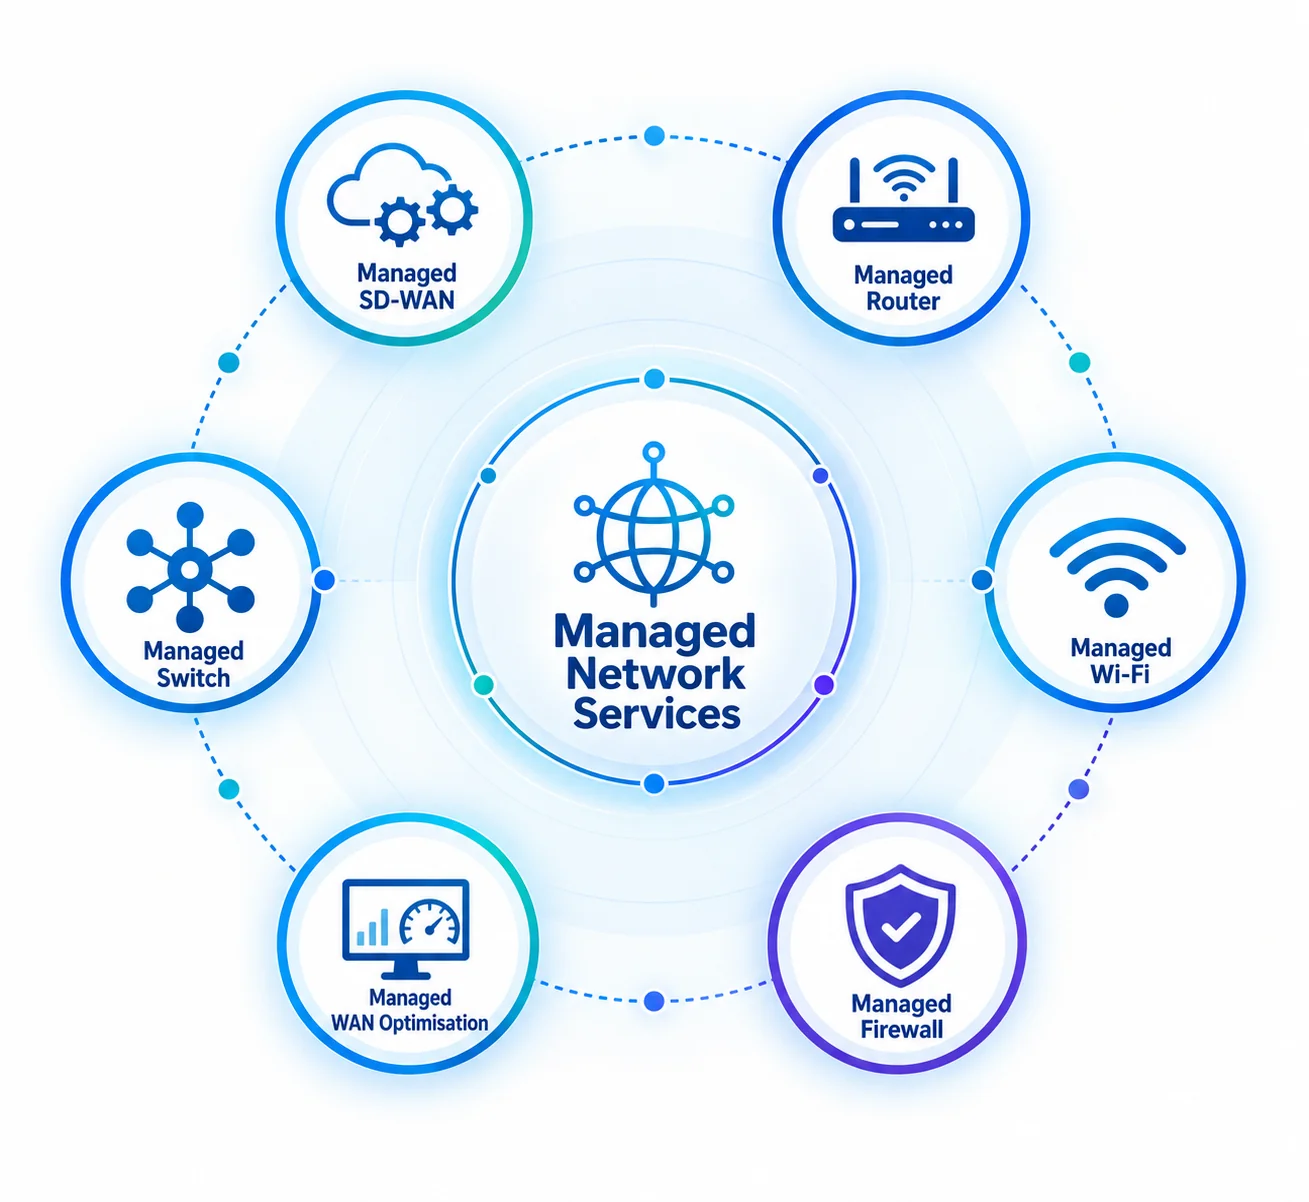 Managed
SD-WAN
Managed
Router
Managed
Switch
Managed
Network
Services
Managed
Wi-Fi
Managed
WAN Optimisation
Managed
Firewall